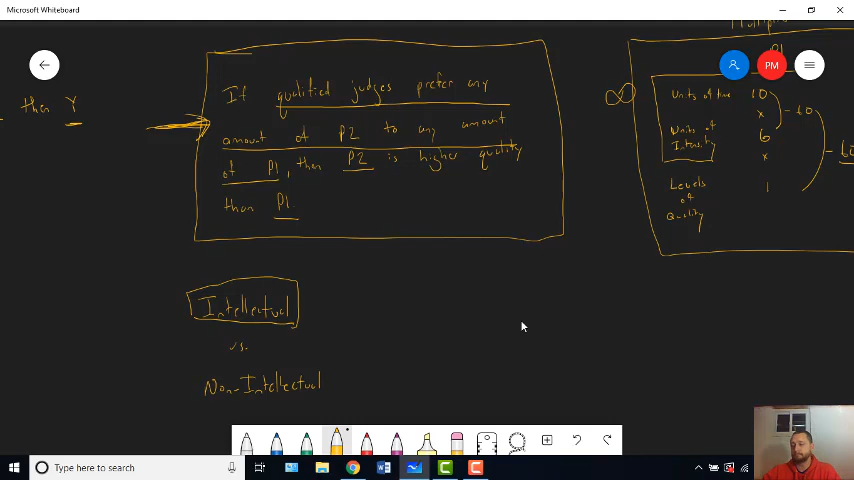 Microsoft Whiteboard
then Y
If qualified judges prefer any
amount of P2 to any amount
of P1, then P2 is higher quality
than P1
Intellectual
vs.
Non-Intellectual
PM
P1
∞
Units of time 10
x
Units of Intensity 6
- 60
x
Levels of Quality 1
- 60
Type here to search